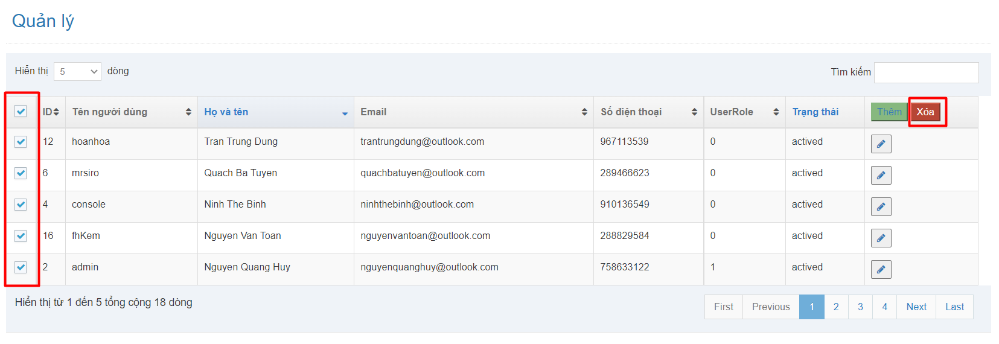 Quản lý
Hiển thị 5 dòng Tìm kiếm
ID Tên người dùng Họ và tên Email Số điện thoại UserRole Trạng thái Thêm Xóa
12 hoanhoa Tran Trung Dung trantrungdung@outlook.com 967113539 0 actived
6 mrsiro Quach Ba Tuyen quachbatuyen@outlook.com 289466623 0 actived
4 console Ninh The Binh ninhthebinh@outlook.com 910136549 0 actived
16 fhKem Nguyen Van Toan nguyenvantoan@outlook.com 288829584 0 actived
2 admin Nguyen Quang Huy nguyenquanghuy@outlook.com 758633122 1 actived
Hiển thị từ 1 đến 5 tổng cộng 18 dòng First Previous 1 2 3 4 Next Last